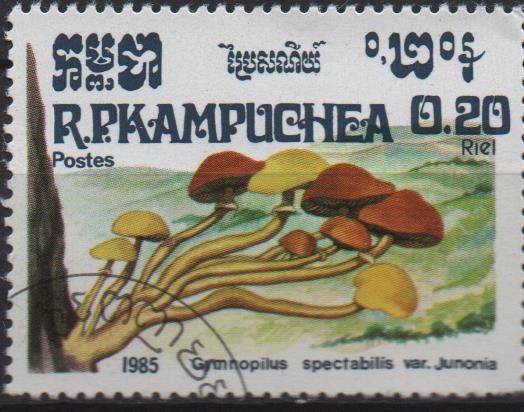 កម្ពុជា ប្រៃសណីយ៍ ០,២០រ
R.P.KAMPUCHEA 0.20
Postes Riel
1985 Gymnopilus spectabilis var. Junonia